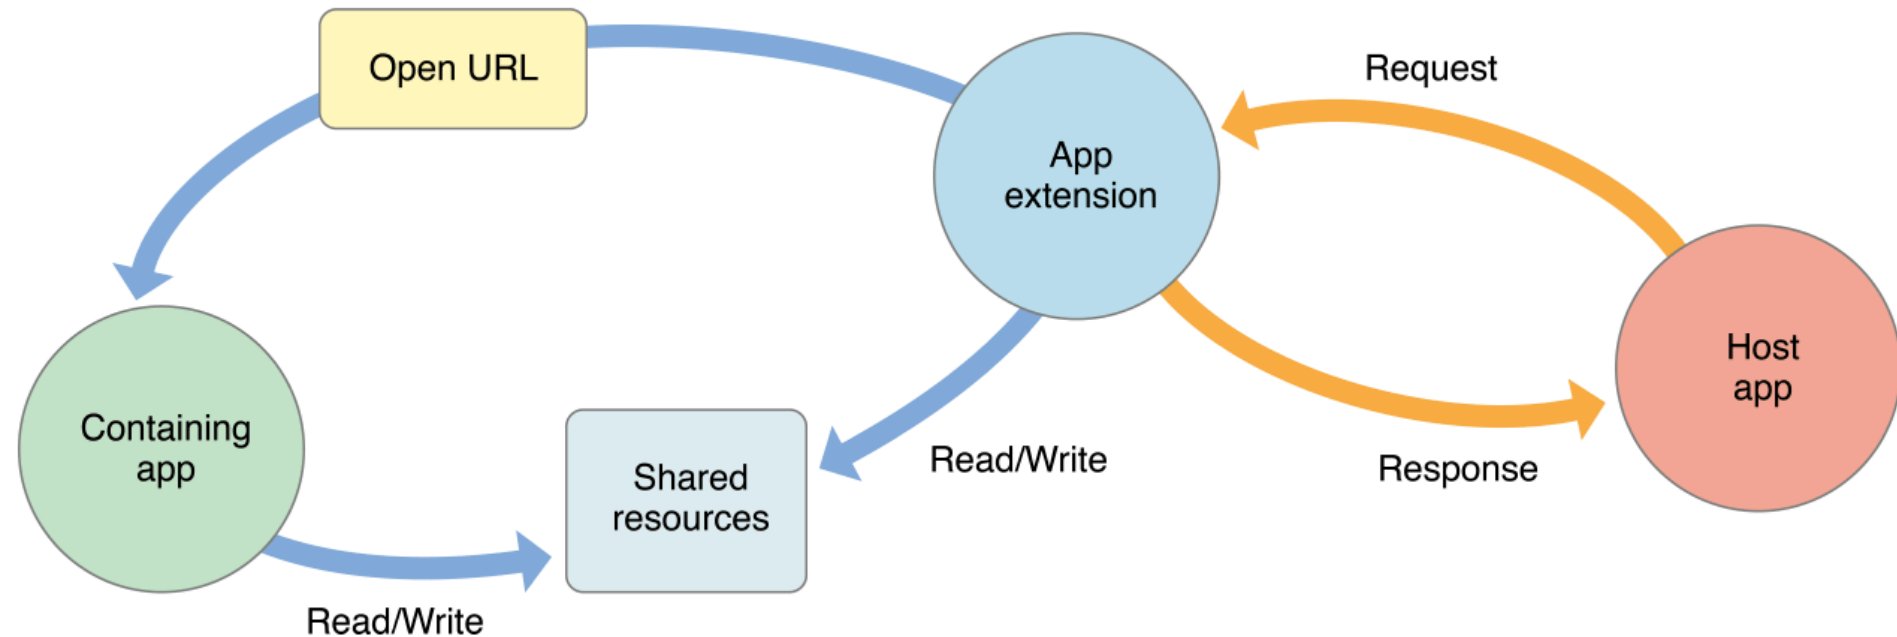 Open URL
Request
App
extension
Host
app
Containing
app
Shared
resources
Read/Write
Response
Read/Write